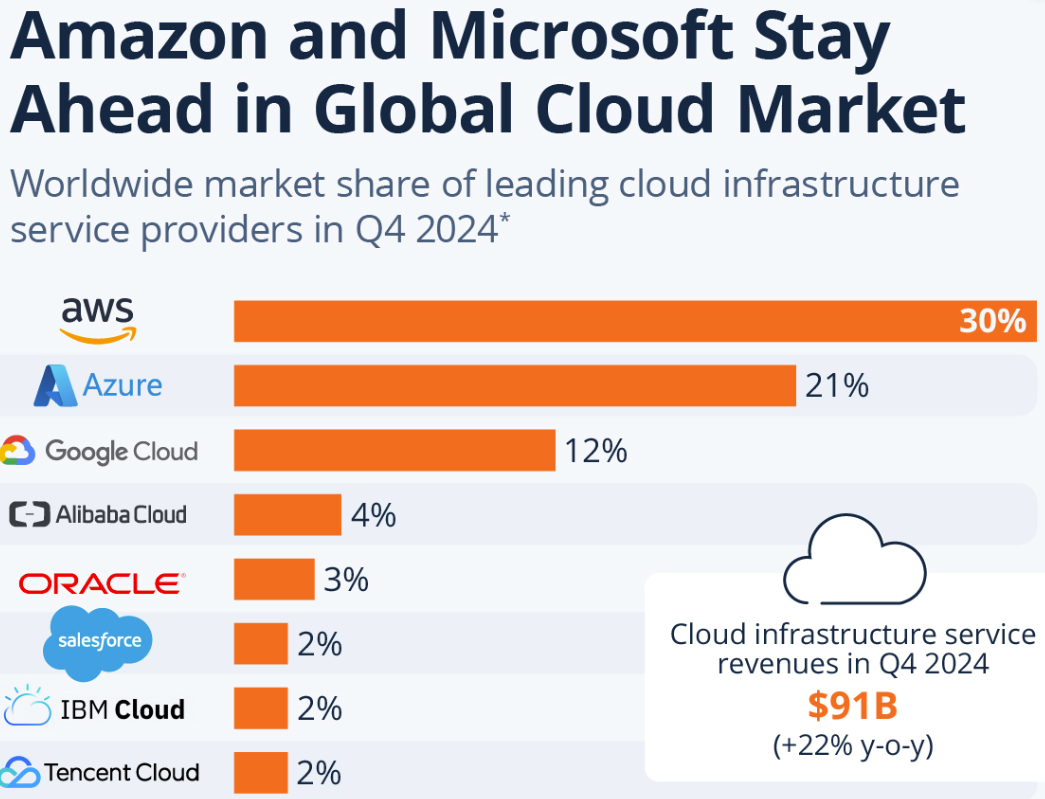 Amazon and Microsoft Stay
Ahead in Global Cloud Market
Worldwide market share of leading cloud infrastructure
service providers in Q4 2024*
aws 30%
Azure 21%
Google Cloud 12%
Alibaba Cloud 4%
ORACLE® 3%
salesforce 2%
IBM Cloud 2%
Tencent Cloud 2%
Cloud infrastructure service
revenues in Q4 2024
$91B
(+22% y-o-y)